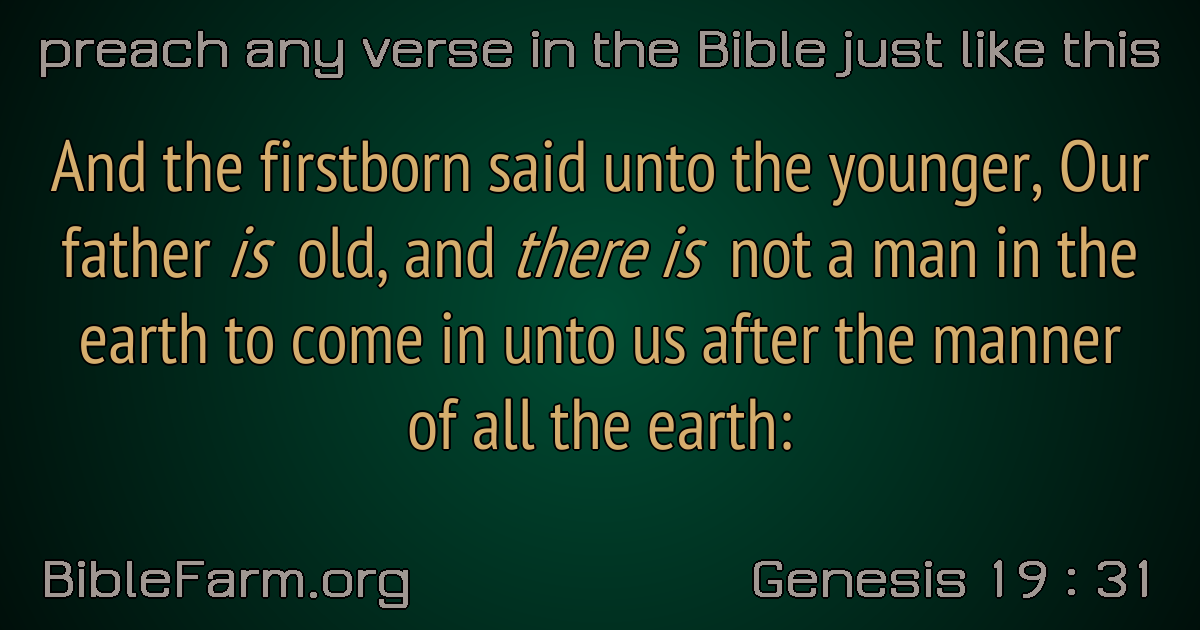 preach any verse in the Bible just like this
And the firstborn said unto the younger, Our
father is old, and there is not a man in the
earth to come in unto us after the manner
of all the earth:
BibleFarm.org
Genesis 19 : 31